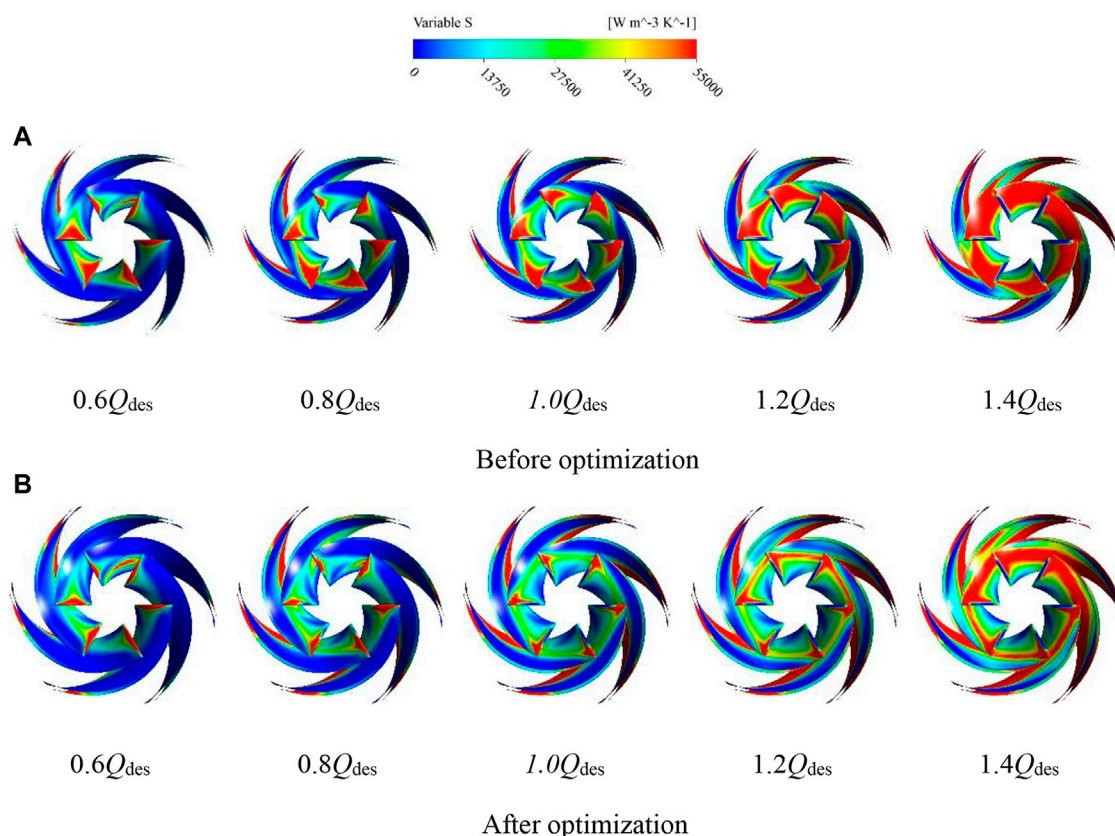 Variable S [W m^-3 K^-1]
0 13750 27500 41250 55000
A
0.6Qdes 0.8Qdes 1.0Qdes 1.2Qdes 1.4Qdes
Before optimization
B
0.6Qdes 0.8Qdes 1.0Qdes 1.2Qdes 1.4Qdes
After optimization